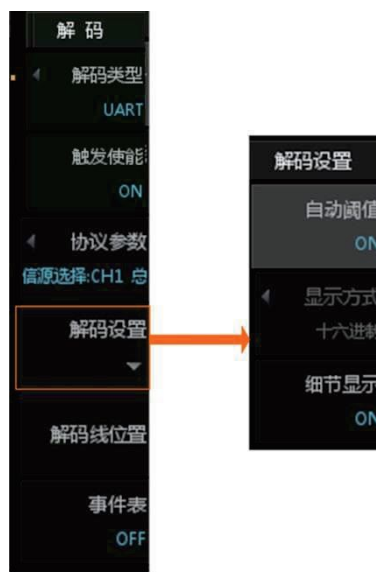 解 码
解码类型
UART
触发使能
ON
协议参数
信源选择:CH1 总
解码设置
解码线位置
事件表
OFF
解码设置
自动阈值
ON
显示方式
十六进制
细节显示
ON